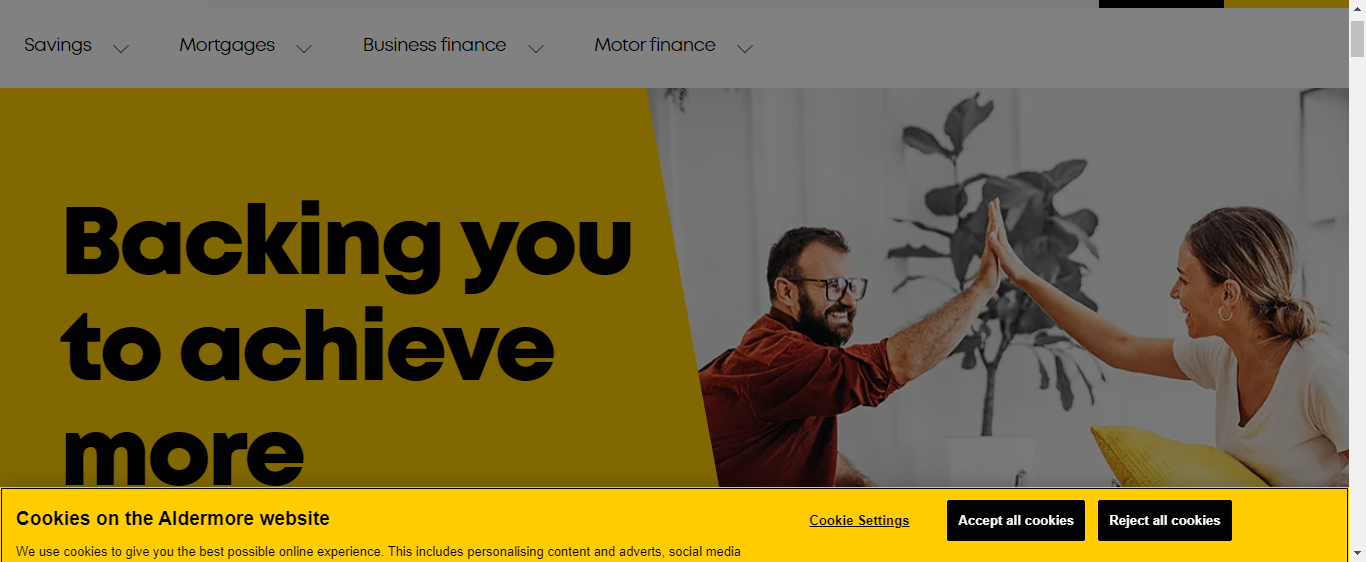 Savings Mortgages Business finance Motor finance
Backing you
to achieve
more
Cookies on the Aldermore website
We use cookies to give you the best possible online experience. This includes personalising content and adverts, social media
Cookie Settings Accept all cookies Reject all cookies